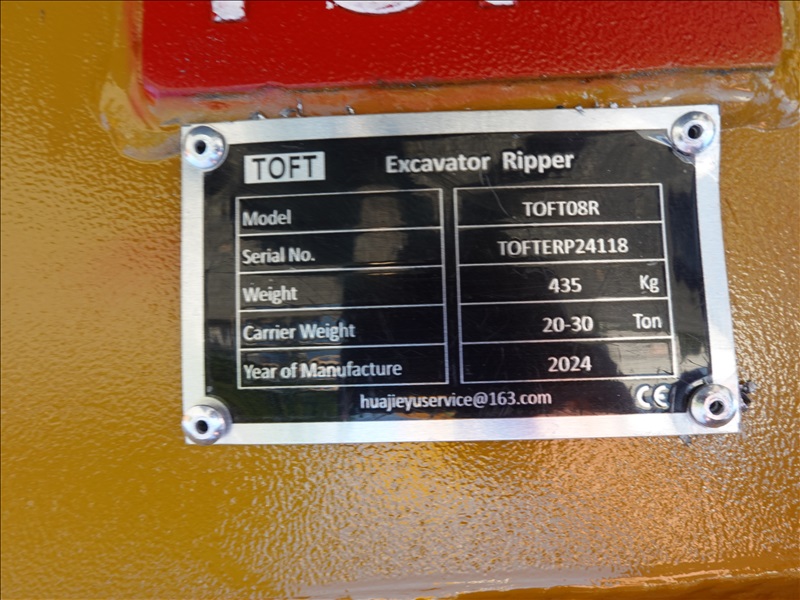 TOFT Excavator Ripper
Model TOFT08R
Serial No. TOFTERP24118
Weight 435 Kg
Carrier Weight 20-30 Ton
Year of Manufacture 2024
huajieyuservice@163.com CE